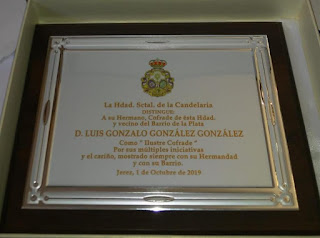 La Hdad. Sctal. de la Candelaria
DISTINGUE:
A su Hermano, Cofrade de ésta Hdad.
y vecino del Barrio de la Plata
D. LUIS GONZALO GONZÁLEZ GONZÁLEZ
Como " Ilustre Cofrade "
Por sus múltiples iniciativas
y el cariño, mostrado siempre con su Hermandad
y con su Barrio.
Jerez, 1 de Octubre de 2019